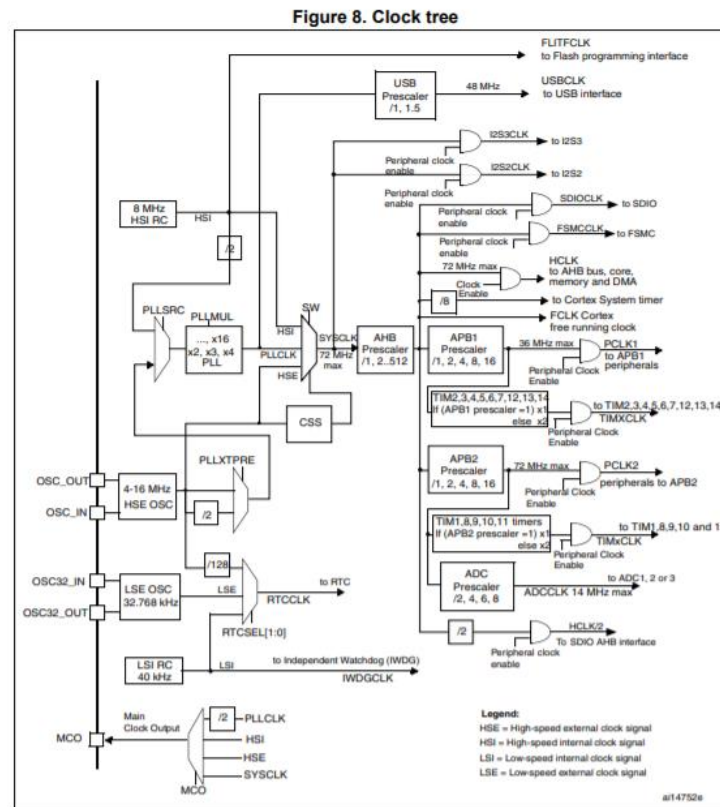 Figure 8. Clock tree
FLITFCLK
to Flash programming interface
USB
Prescaler
/1, 1.5
48 MHz
USBCLK
to USB interface
I2S3CLK
to I2S3
Peripheral clock
enable
I2S2CLK
to I2S2
Peripheral clock
enable
8 MHz
HSI RC
HSI
SDIOCLK
to SDIO
Peripheral clock
enable
FSMCCLK
to FSMC
Peripheral clock
enable
/2
HCLK
to AHB bus, core,
memory and DMA
72 MHz max
Clock
Enable
/8
to Cortex System timer
FCLK Cortex
free running clock
PLLSRC
PLLMUL
..., x16
x2, x3, x4
PLL
SW
HSI
PLLCLK
HSE
SYSCLK
72 MHz
max
AHB
Prescaler
/1, 2..512
APB1
Prescaler
/1, 2, 4, 8, 16
36 MHz max
PCLK1
to APB1
peripherals
Peripheral Clock
Enable
TIM2,3,4,5,6,7,12,13,14
If (APB1 prescaler =1) x1
else x2
to TIM2,3,4,5,6,7,12,13,14
TIMXCLK
Peripheral Clock
Enable
CSS
PLLXTPRE
OSC_OUT
OSC_IN
4-16 MHz
HSE OSC
/2
APB2
Prescaler
/1, 2, 4, 8, 16
72 MHz max
PCLK2
peripherals to APB2
Peripheral Clock
Enable
TIM1,8,9,10,11 timers
If (APB2 prescaler =1) x1
else x2
to TIM1,8,9,10 and 1
TIMxCLK
Peripheral Clock
Enable
/128
OSC32_IN
OSC32_OUT
LSE OSC
32.768 kHz
LSE
to RTC
RTCCLK
RTCSEL[1:0]
ADC
Prescaler
/2, 4, 6, 8
to ADC1, 2 or 3
ADCCLK 14 MHz max
/2
HCLK/2
To SDIO AHB interface
Peripheral clock
enable
LSI RC
40 kHz
LSI
to Independent Watchdog (IWDG)
IWDGCLK
MCO
Main
Clock Output
/2
PLLCLK
HSI
HSE
SYSCLK
MCO
Legend:
HSE = High-speed external clock signal
HSI = High-speed internal clock signal
LSI = Low-speed internal clock signal
LSE = Low-speed external clock signal
ai14752e